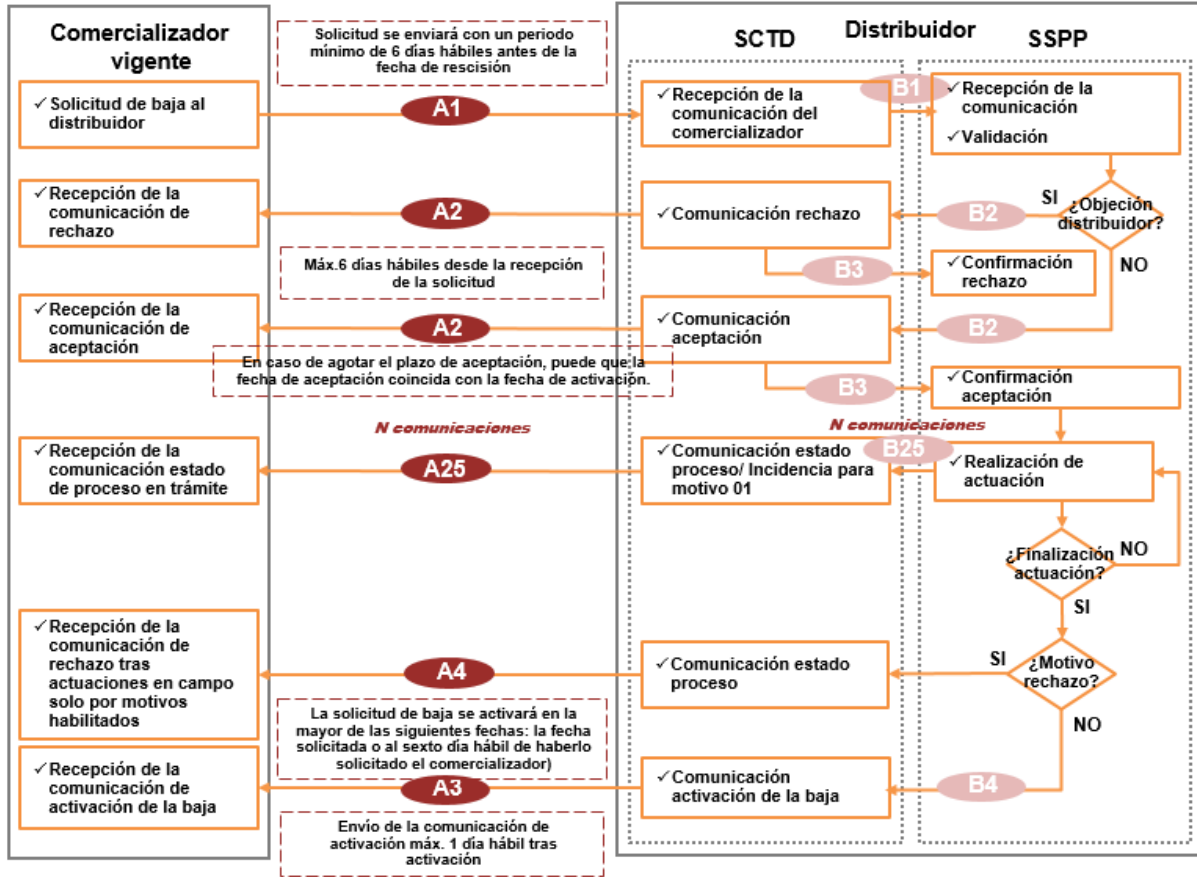 Comercializador
vigente
Solicitud se enviará con un periodo
mínimo de 6 días hábiles antes de la
fecha de rescisión
Distribuidor
SCTD
SSPP
✓ Solicitud de baja al
distribuidor
A1
✓ Recepción de la
comunicación del
comercializador
B1
✓ Recepción de la
comunicación
✓ Validación
✓ Recepción de la
comunicación de
rechazo
A2
✓ Comunicación rechazo
B2
SI
¿Objeción
distribuidor?
NO
Máx.6 días hábiles desde la recepción
de la solicitud
B3
✓ Confirmación
rechazo
✓ Recepción de la
comunicación de
aceptación
A2
✓ Comunicación
aceptación
B2
En caso de agotar el plazo de aceptación, puede que la
fecha de aceptación coincida con la fecha de activación.
B3
✓ Confirmación
aceptación
N comunicaciones
N comunicaciones
✓ Recepción de la
comunicación estado
de proceso en trámite
A25
✓ Comunicación estado
proceso/ Incidencia para
motivo 01
B25
✓ Realización de
actuación
¿Finalización
actuación?
NO
SI
✓ Recepción de la
comunicación de
rechazo tras
actuaciones en campo
solo por motivos
habilitados
A4
✓ Comunicación estado
proceso
SI
¿Motivo
rechazo?
NO
La solicitud de baja se activará en la
mayor de las siguientes fechas: la fecha
solicitada o al sexto día hábil de haberlo
solicitado el comercializador)
✓ Recepción de la
comunicación de
activación de la baja
A3
✓ Comunicación
activación de la baja
B4
Envío de la comunicación de
activación máx. 1 día hábil tras
activación